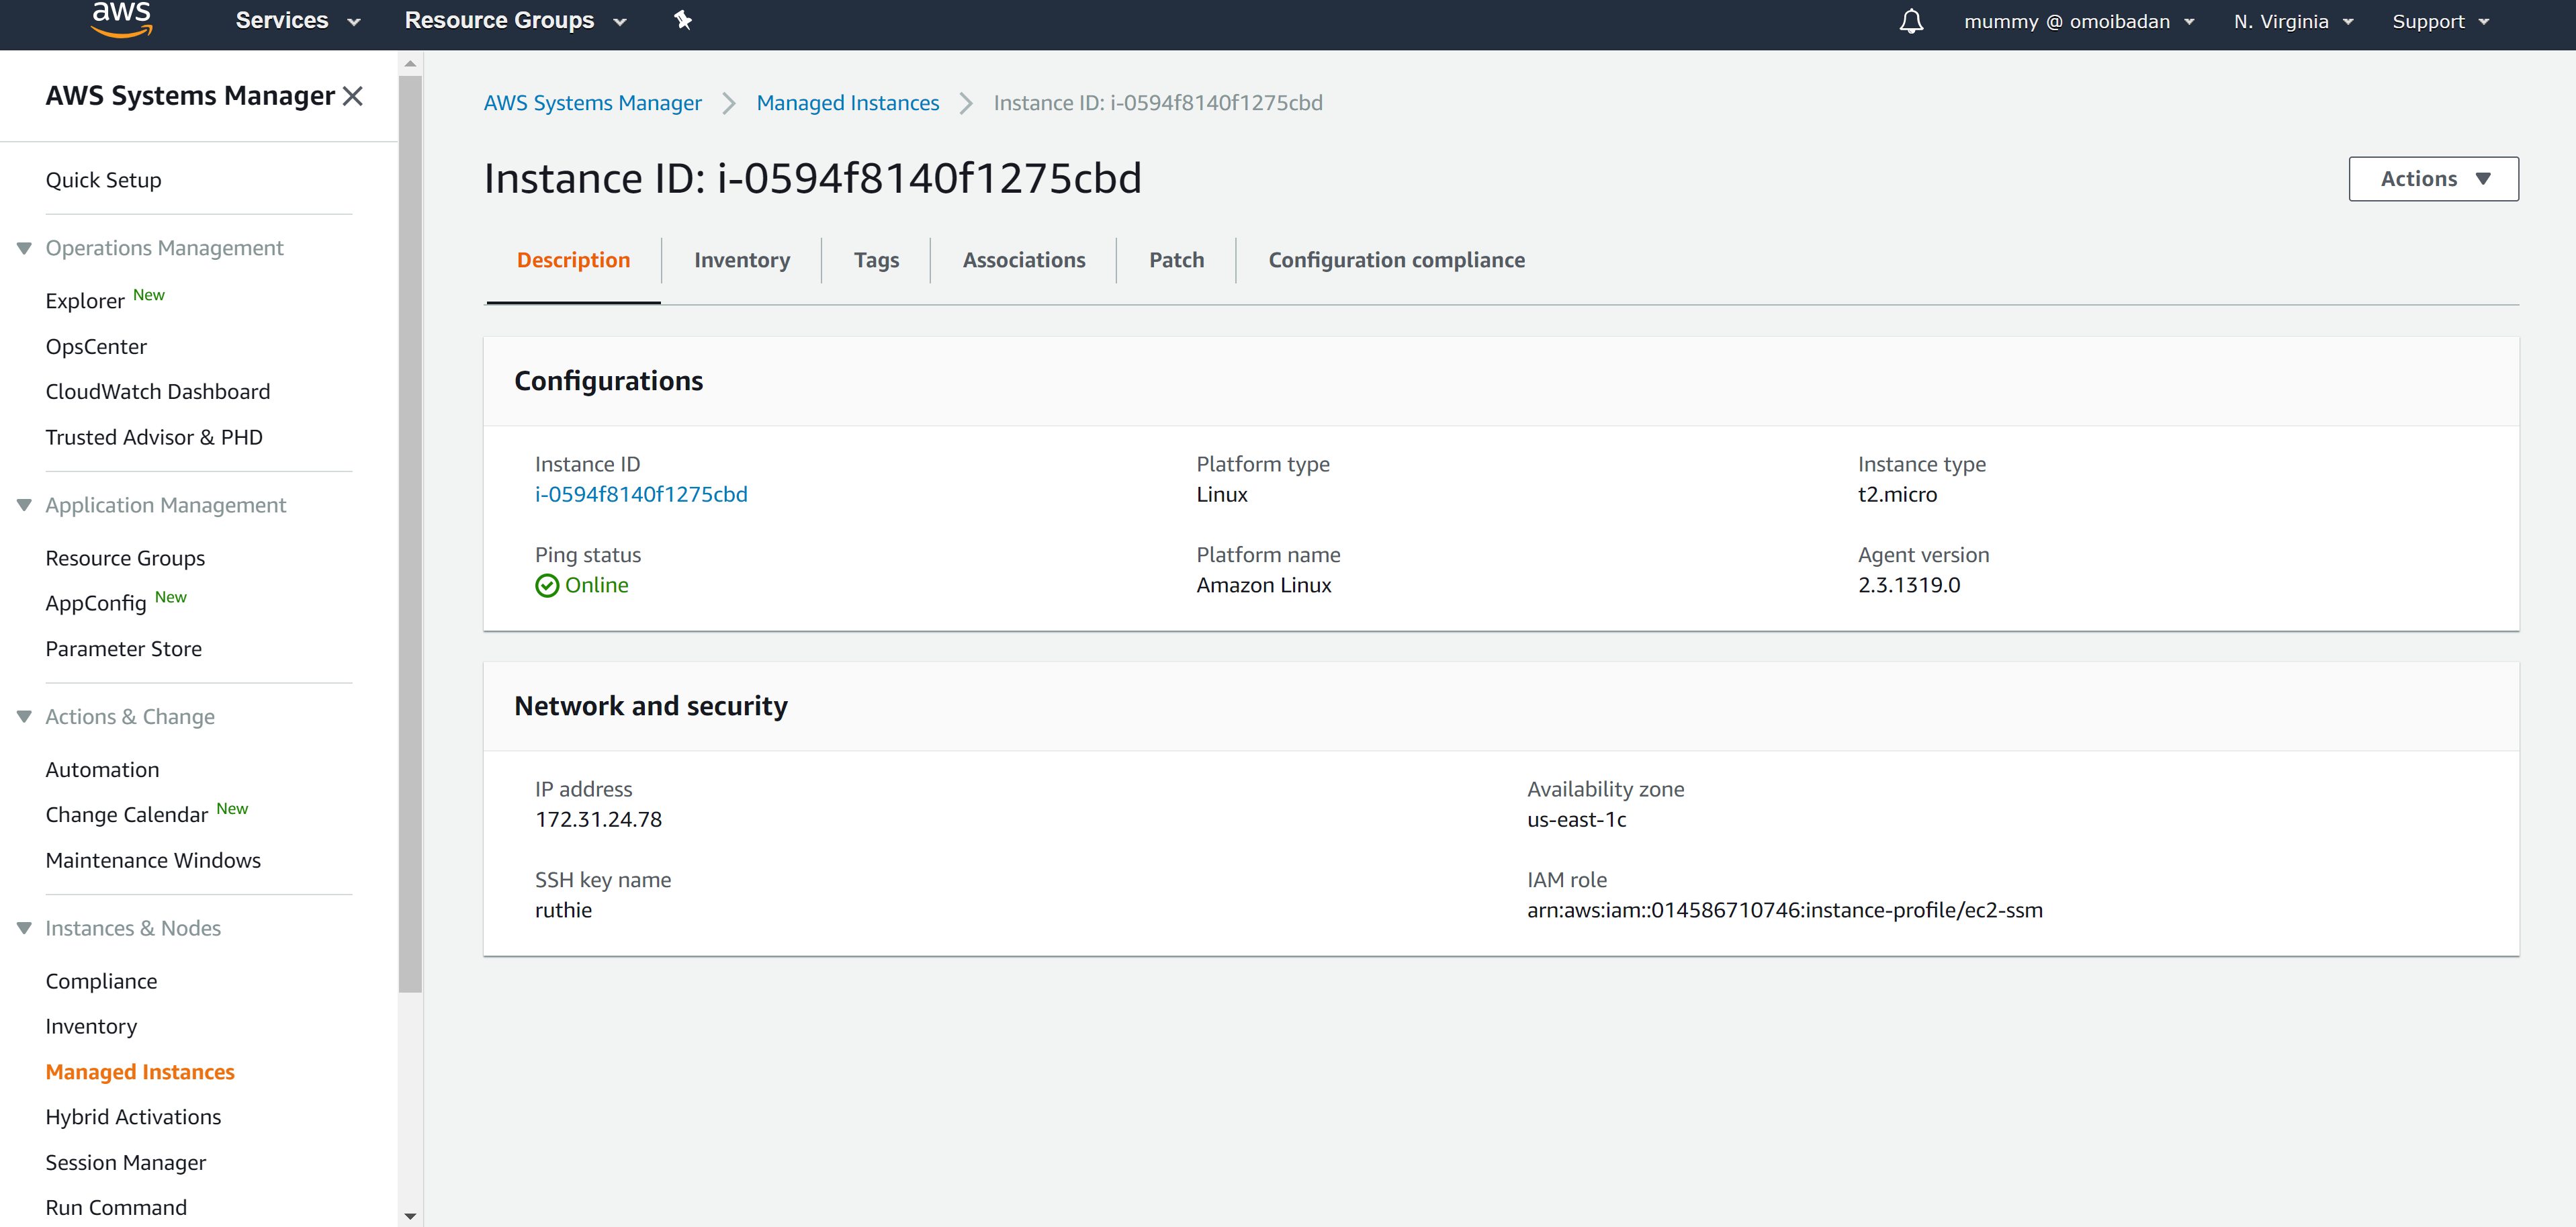 aws Services Resource Groups mummy @ omoibadan N. Virginia Support
AWS Systems Manager
Quick Setup
Operations Management
Explorer New
OpsCenter
CloudWatch Dashboard
Trusted Advisor & PHD
Application Management
Resource Groups
AppConfig New
Parameter Store
Actions & Change
Automation
Change Calendar New
Maintenance Windows
Instances & Nodes
Compliance
Inventory
Managed Instances
Hybrid Activations
Session Manager
Run Command
AWS Systems Manager Managed Instances Instance ID: i-0594f8140f1275cbd
Instance ID: i-0594f8140f1275cbd
Actions
Description Inventory Tags Associations Patch Configuration compliance
Configurations
Instance ID Platform type Instance type
i-0594f8140f1275cbd Linux t2.micro
Ping status Platform name Agent version
Online Amazon Linux 2.3.1319.0
Network and security
IP address Availability zone
172.31.24.78 us-east-1c
SSH key name IAM role
ruthie arn:aws:iam::014586710746:instance-profile/ec2-ssm